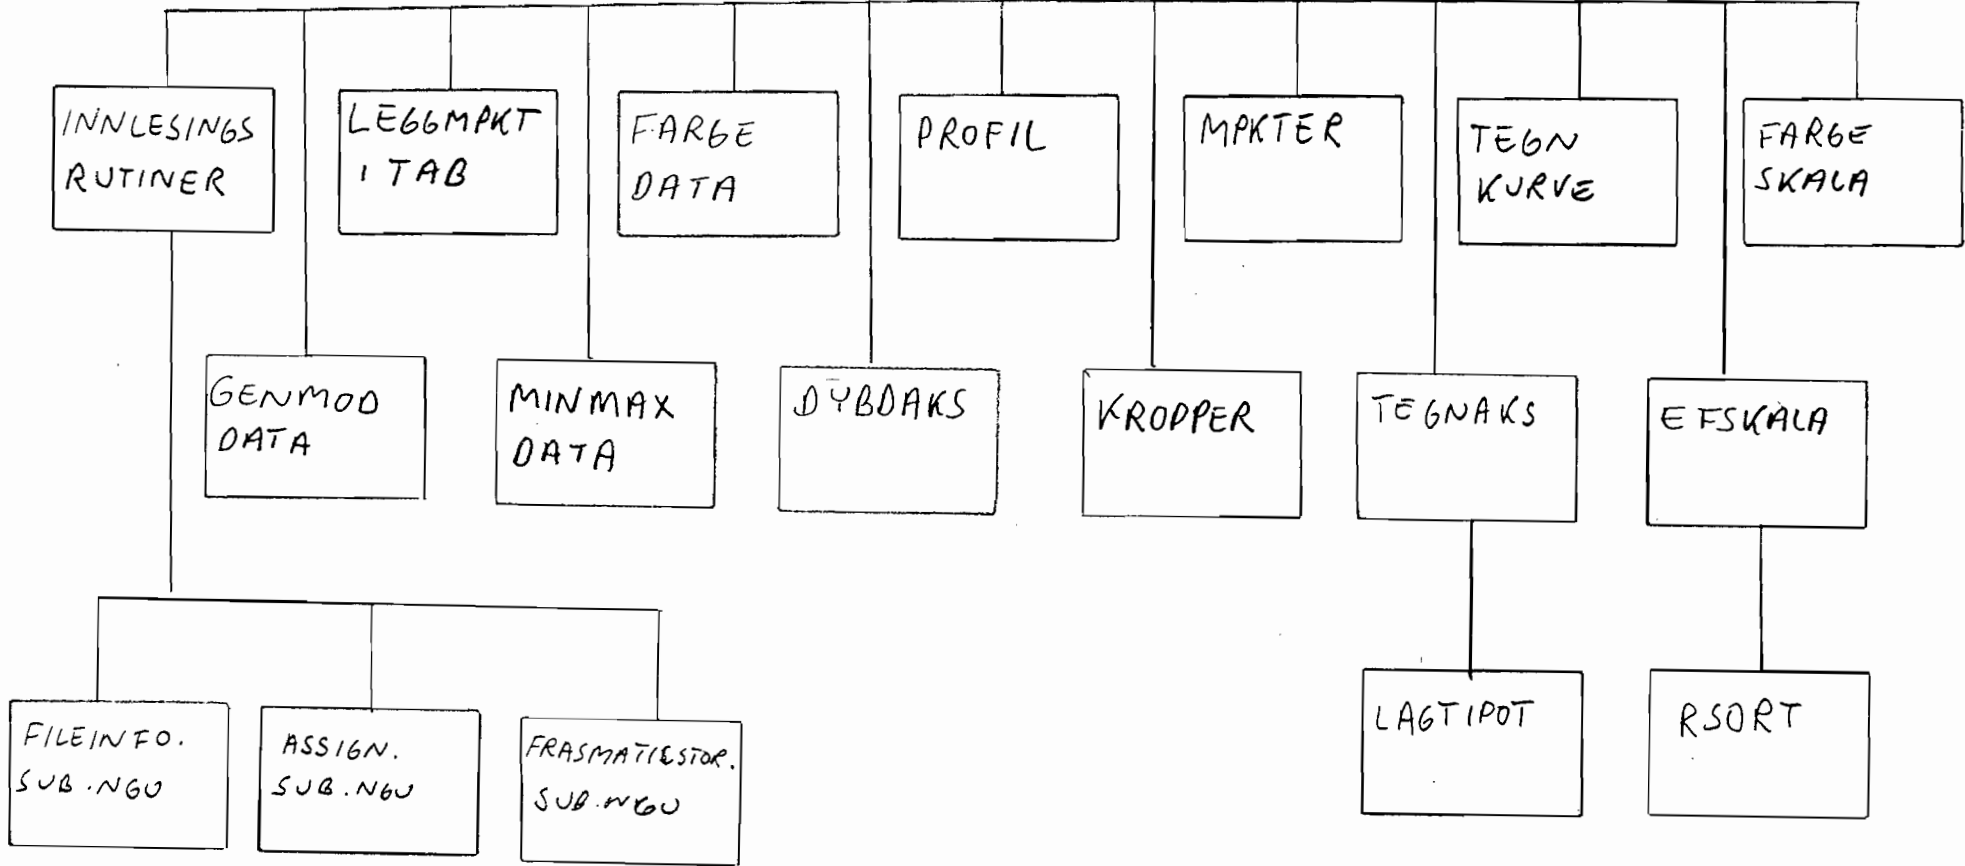 INNLESINGS
RUTINER
LEGGMPKT
I TAB
FARGE
DATA
PROFIL
MPKTER
TEGN
KURVE
FARGE
SKALA
GENMOD
DATA
MINMAX
DATA
DYBDAKS
KROPPER
TEGNAKS
EFSKALA
FILEINFO.
SUB.NGU
ASSIGN.
SUB.NGU
SUB.NGU
LAGTIPOT
RSORT